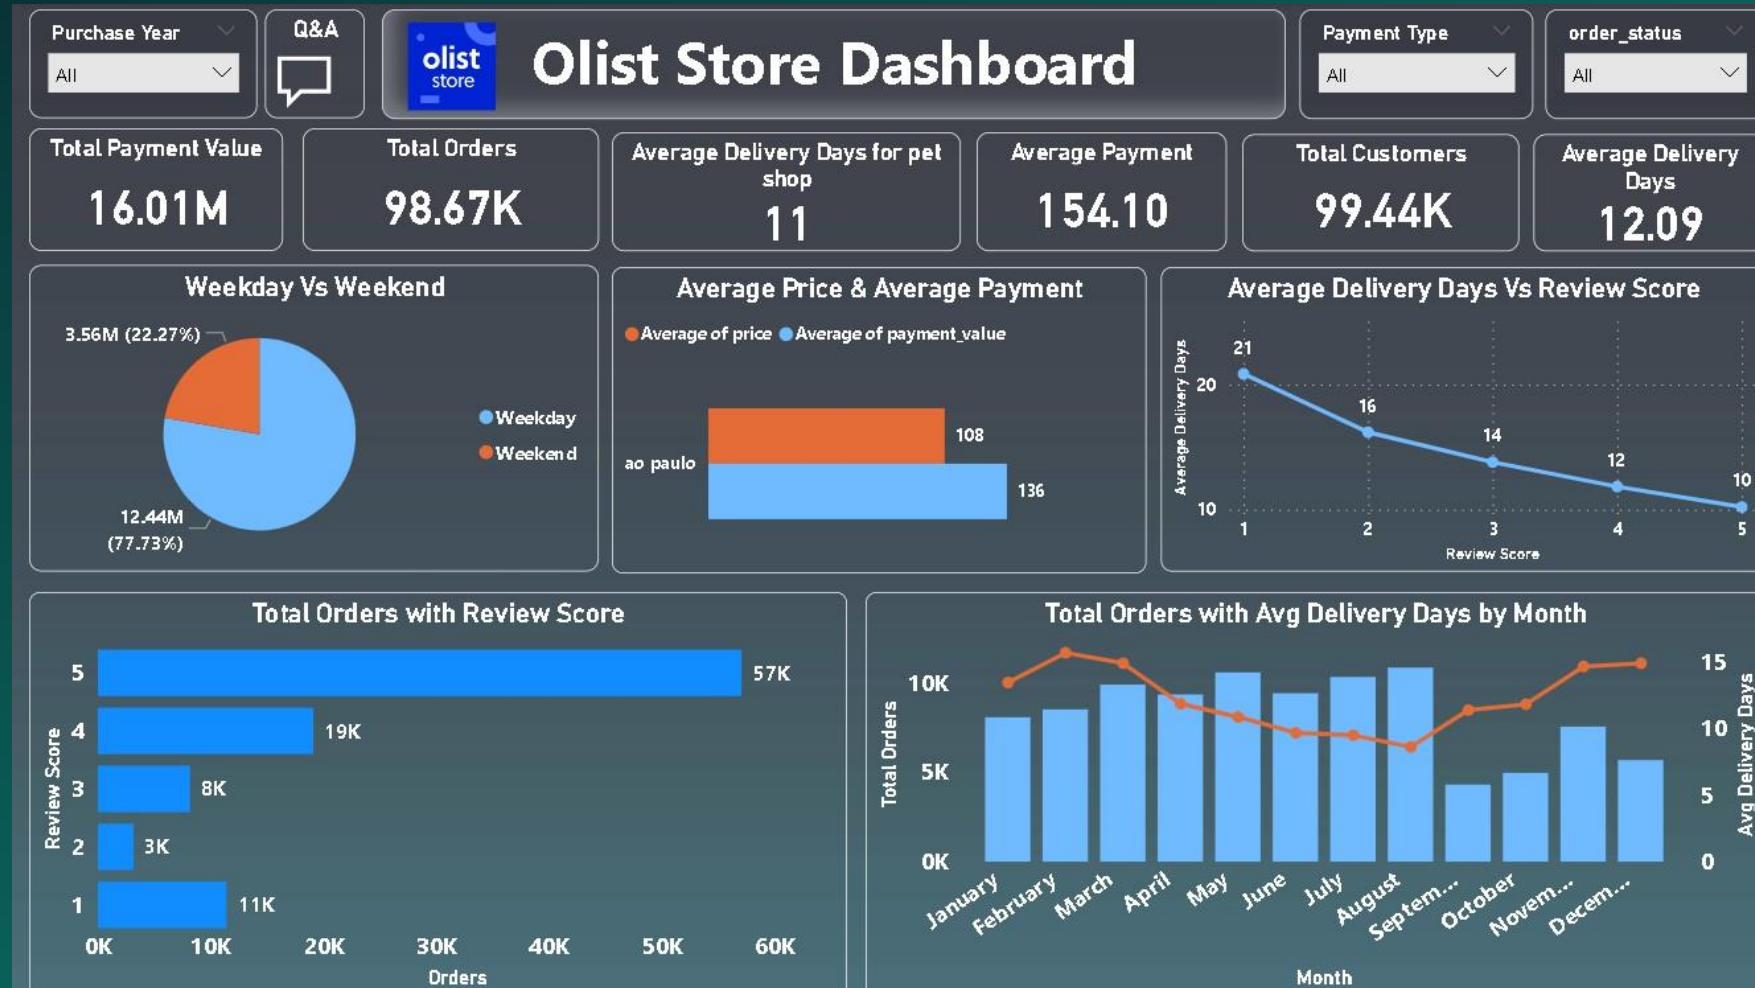 Purchase Year
All
Q&A
olist
store
Olist Store Dashboard
Payment Type
All
order_status
All
Total Payment Value
16.01M
Total Orders
98.67K
Average Delivery Days for pet
shop
11
Average Payment
154.10
Total Customers
99.44K
Average Delivery
Days
12.09
Weekday Vs Weekend
3.56M (22.27%)
12.44M
(77.73%)
Weekday
Weekend
Average Price & Average Payment
Average of price Average of payment_value
ao paulo
108
136
Average Delivery Days Vs Review Score
Average Delivery Days
20
10
21
16
14
12
10
1 2 3 4 5
Review Score
Total Orders with Review Score
Review Score
5 57K
4 19K
3 8K
2 3K
1 11K
0K 10K 20K 30K 40K 50K 60K
Orders
Total Orders with Avg Delivery Days by Month
Total Orders
10K
5K
0K
15
10
5
0
Avg Delivery Days
January February March April May June July August Septem... October Novem... Decem...
Month